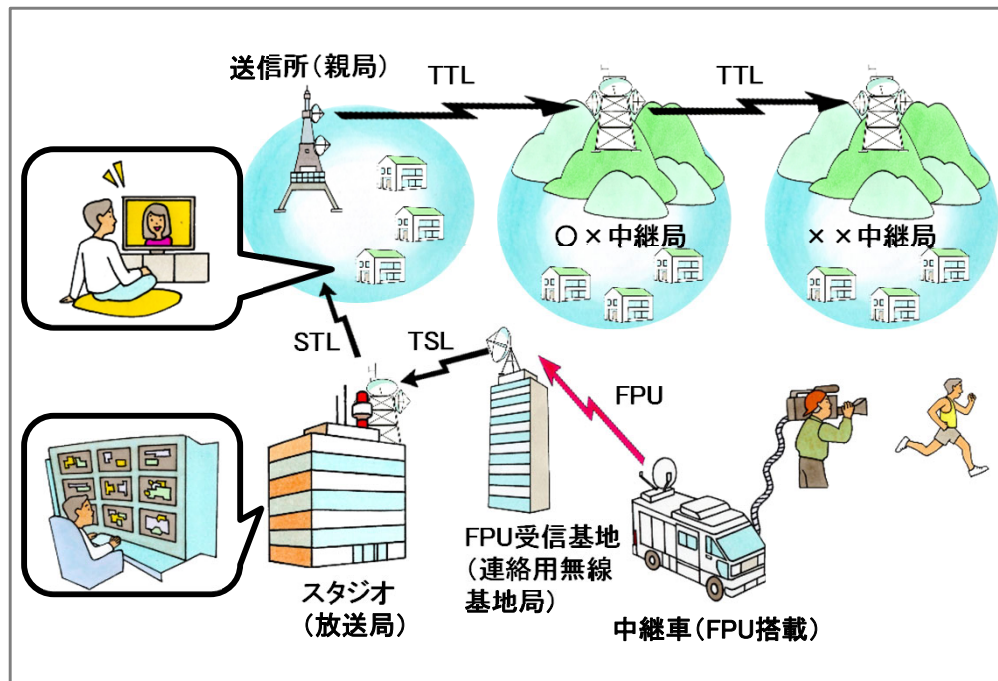 送信所（親局）
TTL
TTL
〇×中継局
××中継局
STL
TSL
FPU
FPU受信基地
（連絡用無線
基地局）
スタジオ
（放送局）
中継車（FPU搭載）